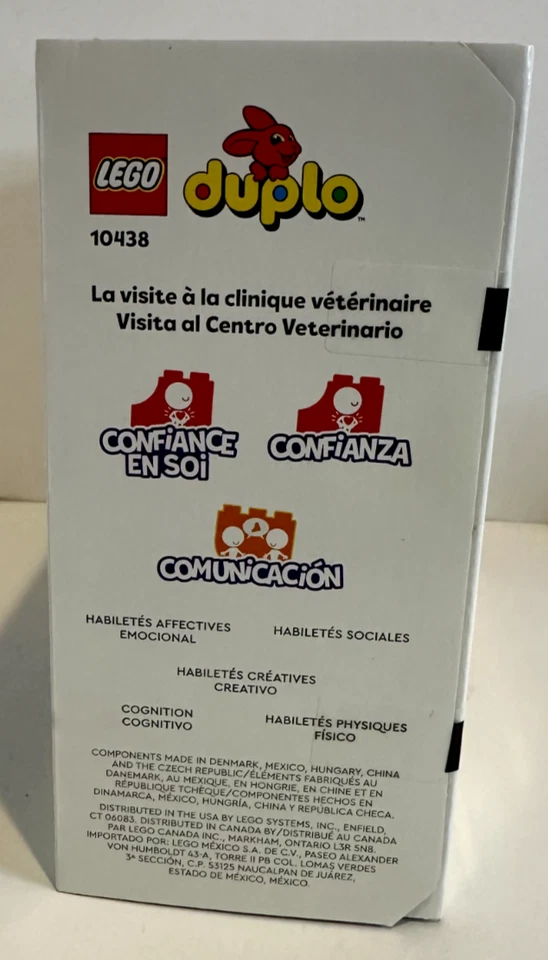 LEGO
duplo™
10438
La visite à la clinique vétérinaire
Visita al Centro Veterinario
CONFiANCE
EN SOi
CONFiANZA
COMUNiCACiÓN
HABILETÉS AFFECTIVES
EMOCIONAL
HABILETÉS SOCIALES
HABILETÉS CRÉATIVES
CREATIVO
COGNITION
COGNITIVO
HABILETÉS PHYSIQUES
FÍSICO
COMPONENTS MADE IN DENMARK, MEXICO, HUNGARY, CHINA
AND THE CZECH REPUBLIC/ÉLÉMENTS FABRIQUÉS AU
DANEMARK, AU MEXIQUE, EN HONGRIE, EN CHINE ET EN
RÉPUBLIQUE TCHÈQUE/COMPONENTES HECHOS EN
DINAMARCA, MÉXICO, HUNGRÍA, CHINA Y REPÚBLICA CHECA.
DISTRIBUTED IN THE USA BY LEGO SYSTEMS, INC., ENFIELD,
CT 06083. DISTRIBUTED IN CANADA BY/DISTRIBUÉ AU CANADA
PAR LEGO CANADA INC., MARKHAM, ONTARIO L3R 5N8.
IMPORTADO POR: LEGO MÉXICO S.A. DE C.V., PASEO ALEXANDER
VON HUMBOLDT 43-A, TORRE II PB COL. LOMAS VERDES
3ª SECCIÓN, C.P. 53125 NAUCALPAN DE JUÁREZ,
ESTADO DE MÉXICO, MÉXICO.